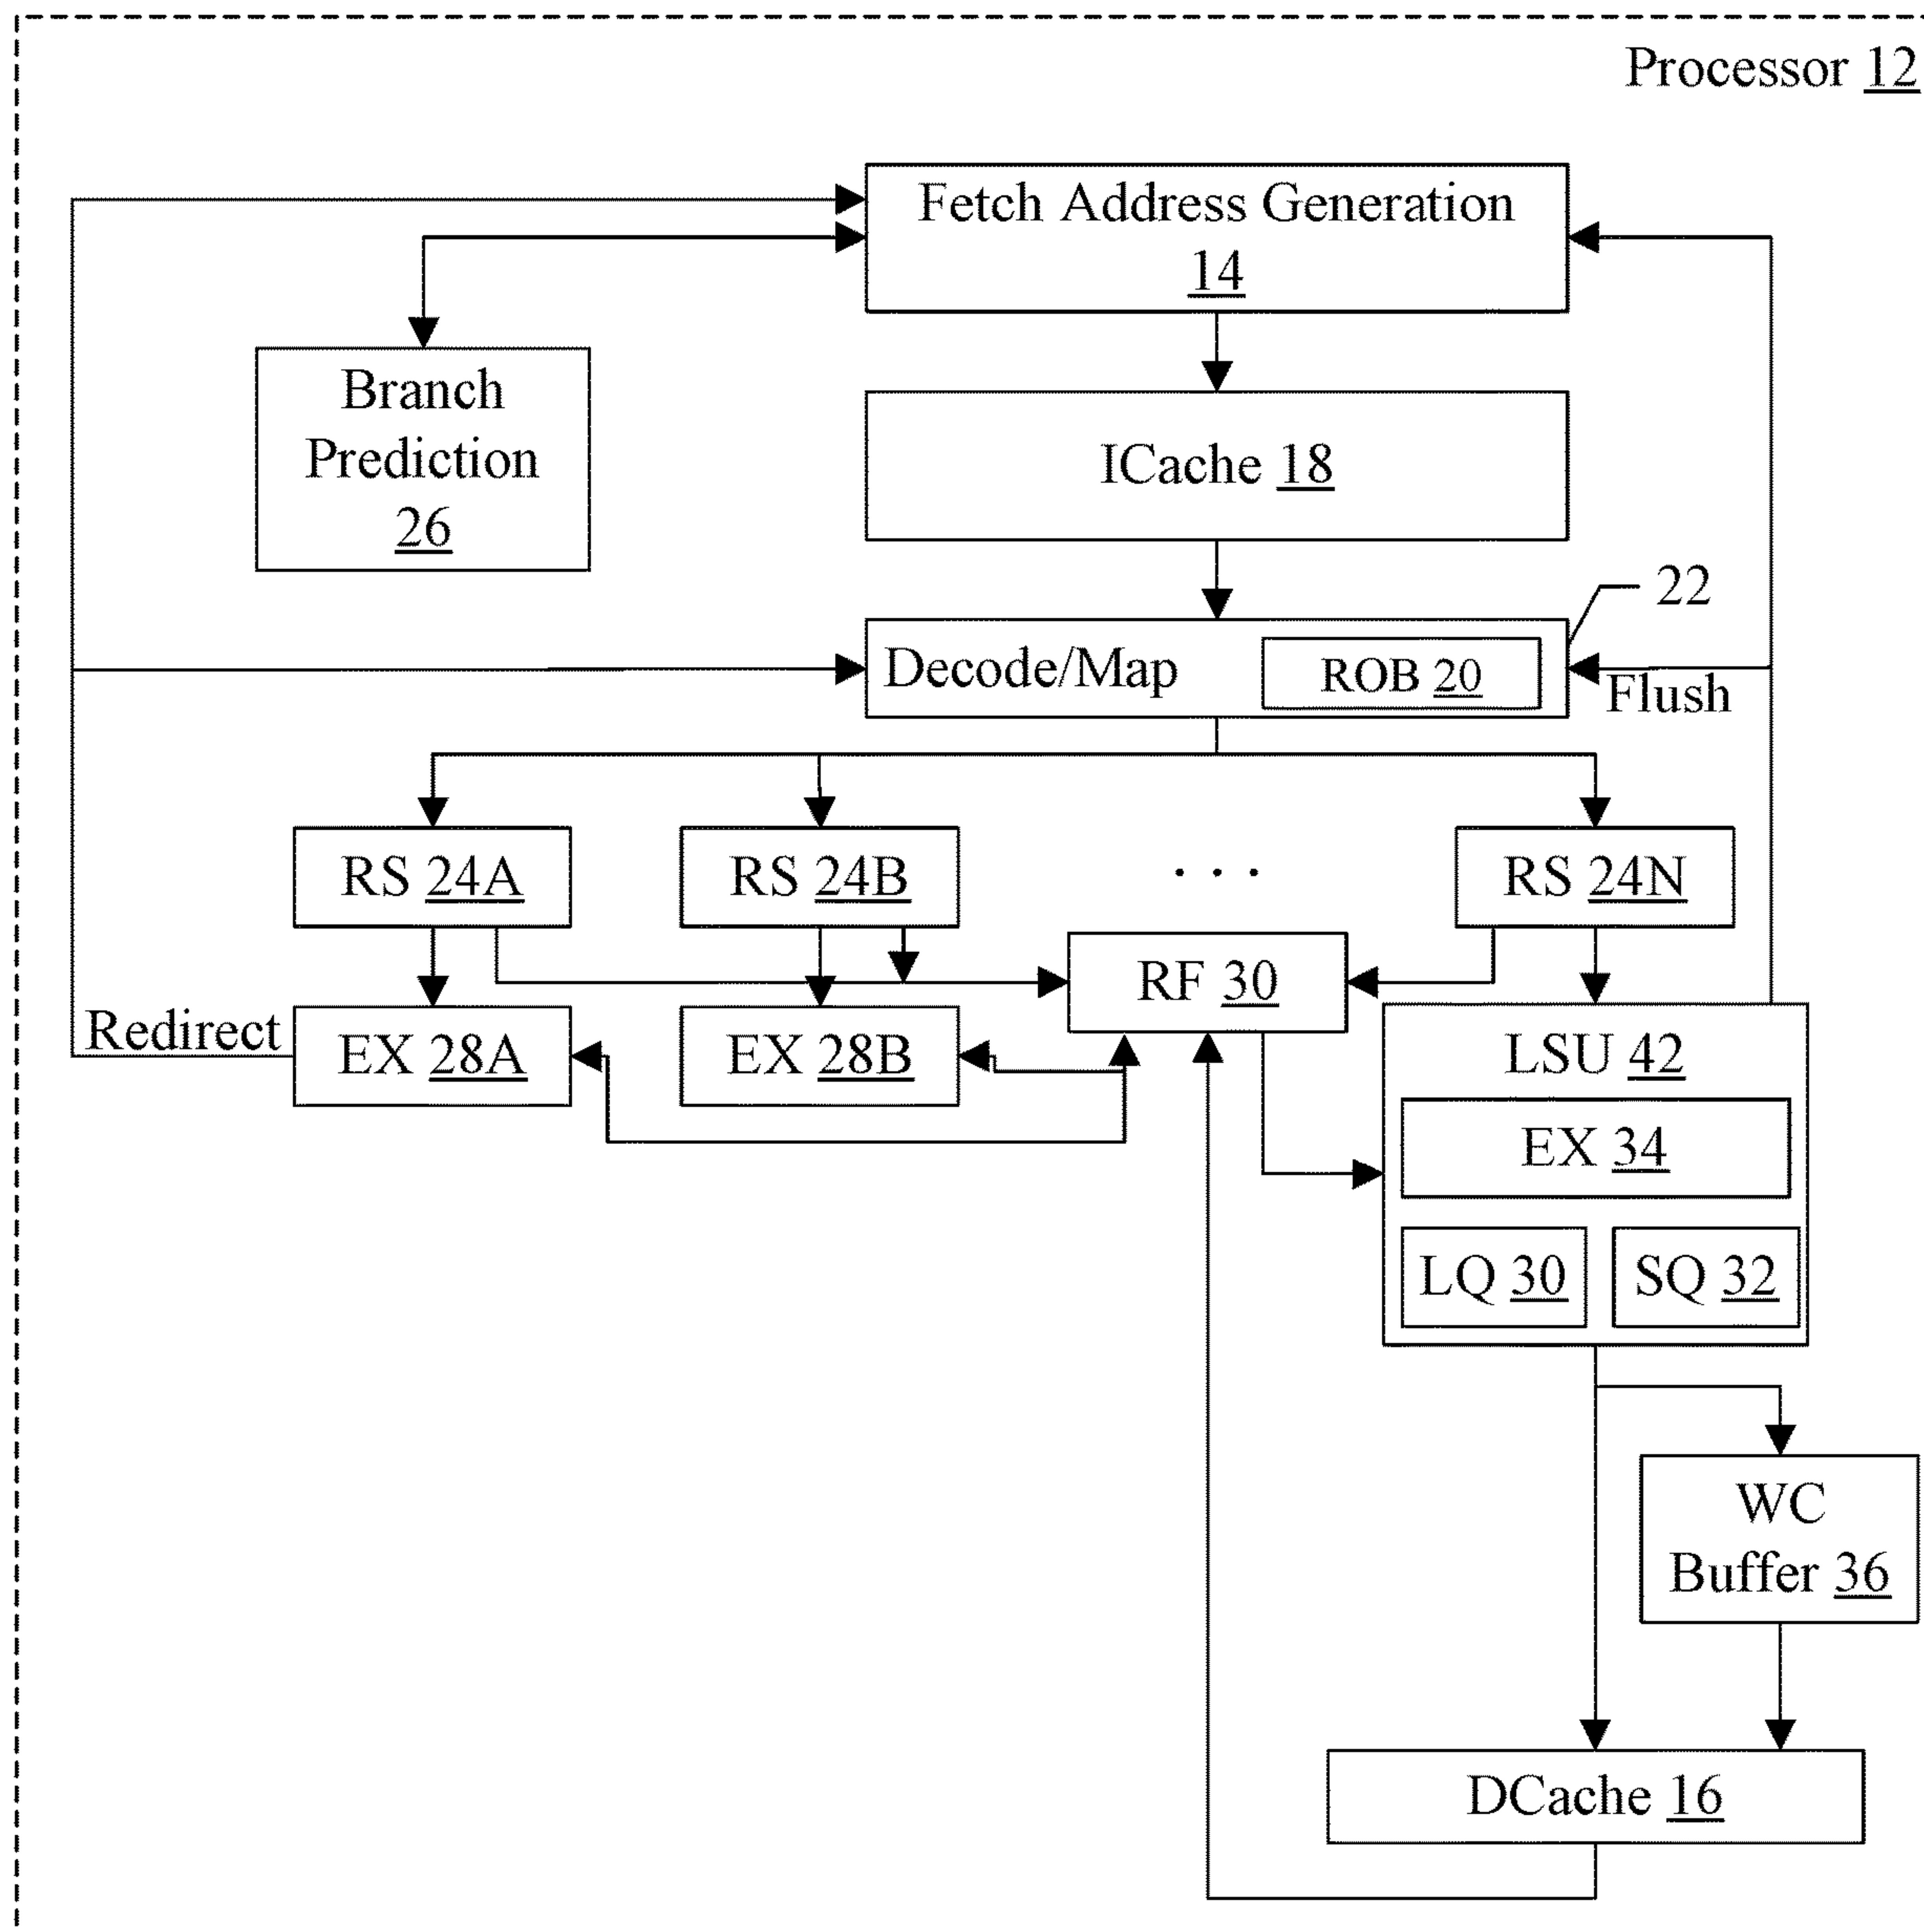 Processor 12
Fetch Address Generation
14
Branch
Prediction
26
ICache 18
22
Decode/Map
ROB 20
Flush
RS 24A
RS 24B
. . .
RS 24N
RF 30
Redirect
EX 28A
EX 28B
LSU 42
EX 34
LQ 30
SQ 32
WC
Buffer 36
DCache 16